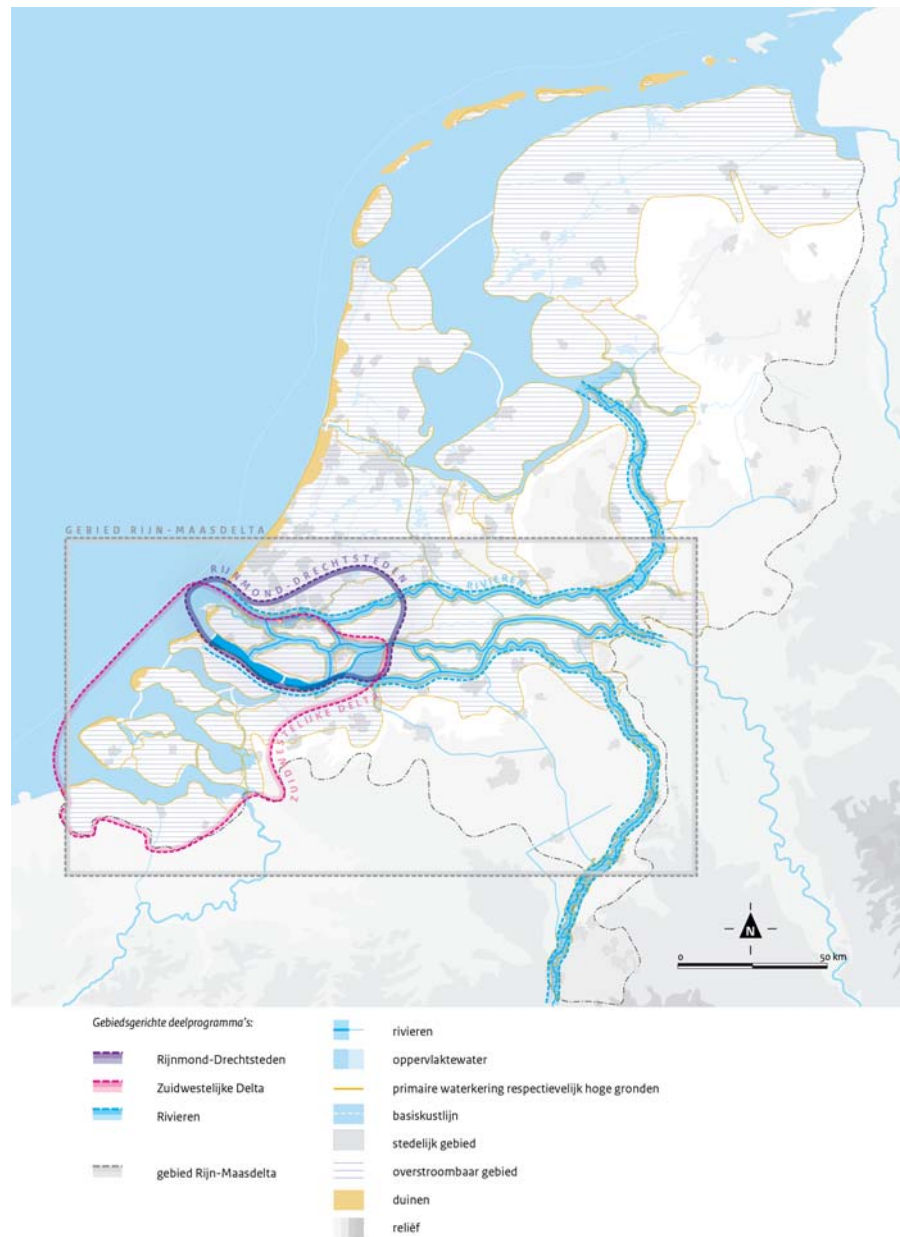 GEBIED RIJN-MAASDELTA
RIJNMOND-DRECHTSTEDEN
RIVIEREN
ZUIDWESTELIJKE DELTA
N
0 50 km
Gebiedsgerichte deelprogramma's:
Rijnmond-Drechtsteden
Zuidwestelijke Delta
Rivieren
gebied Rijn-Maasdelta
rivieren
oppervlaktewater
primaire waterkering respectievelijk hoge gronden
basiskustlijn
stedelijk gebied
overstroombaar gebied
duinen
reliëf